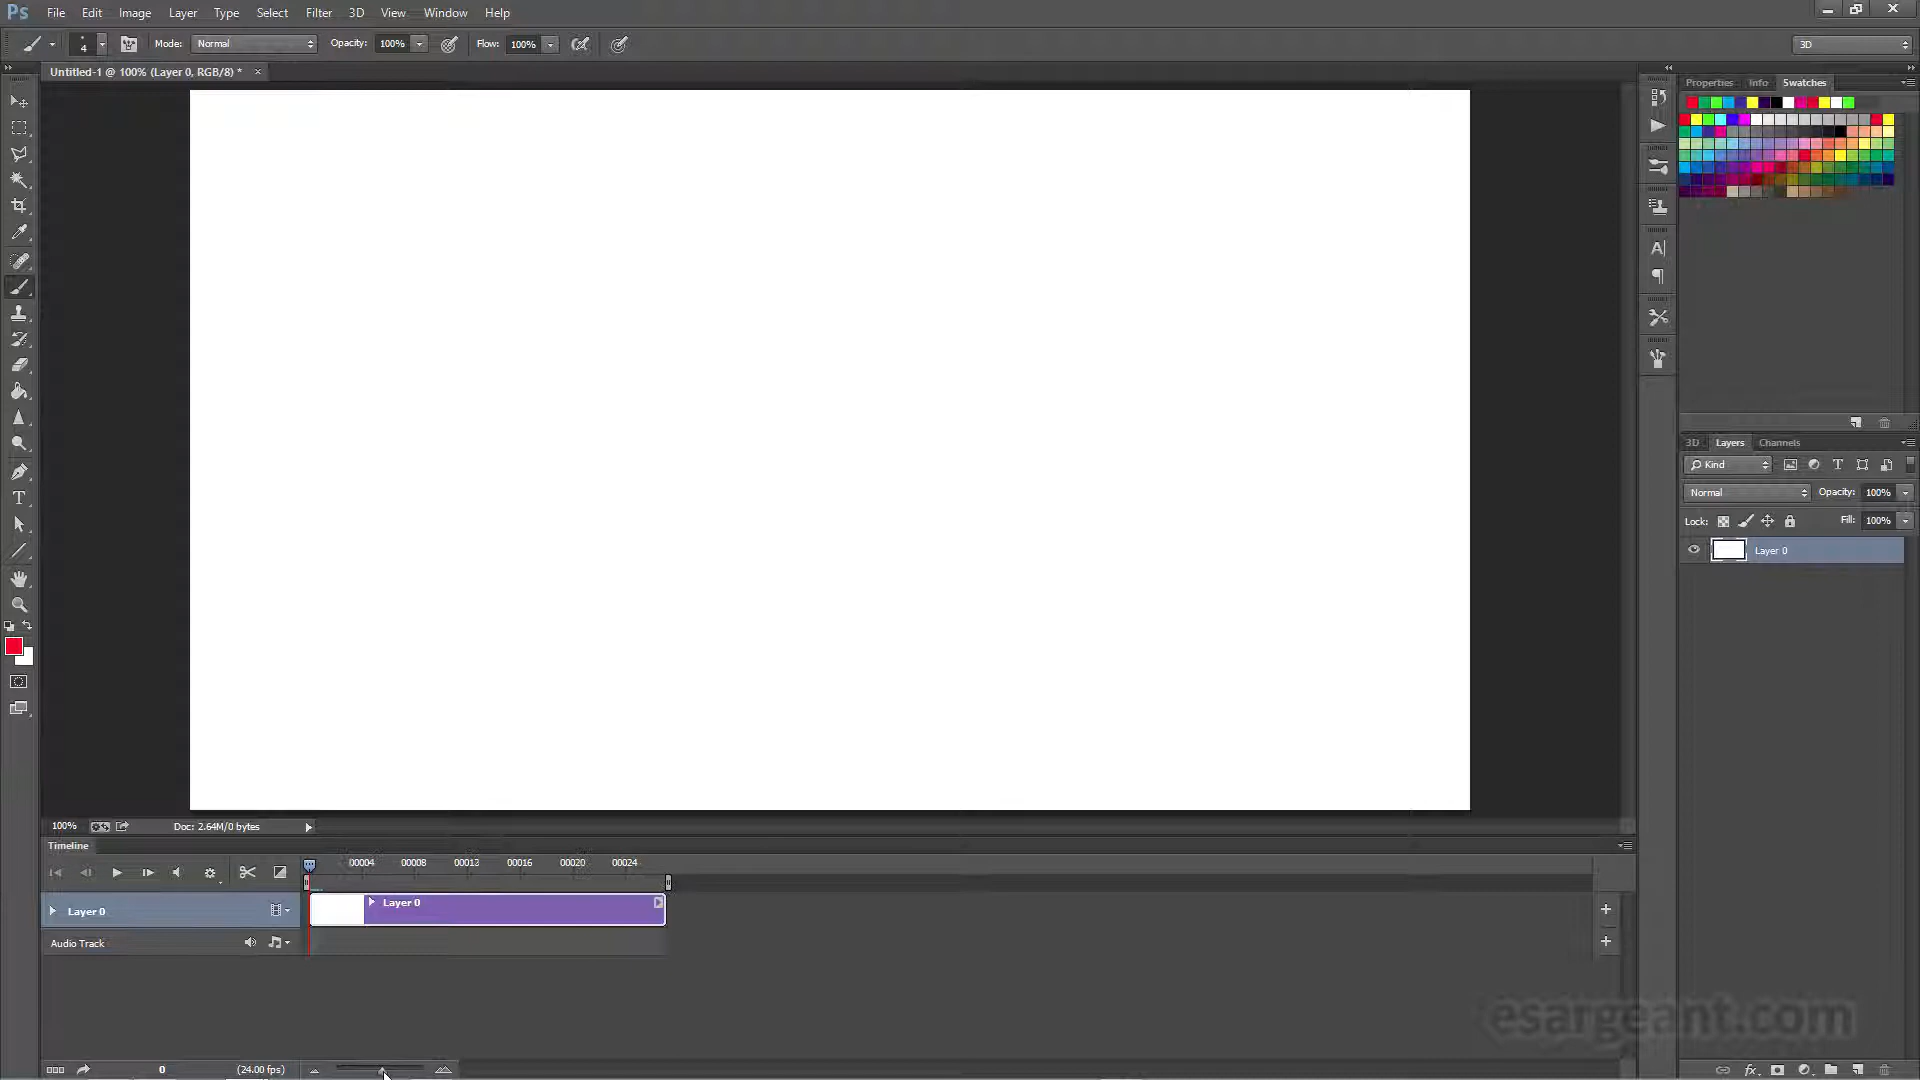 Ps File Edit Image Layer Type Select Filter 3D View Window Help
4 Mode: Normal Opacity: 100% Flow: 100% 3D
Untitled-1 @ 100% (Layer 0, RGB/8) * ×
Properties Info Swatches
3D Layers Channels
Kind
Normal Opacity: 100%
Lock: Fill: 100%
Layer 0
100% Doc: 2.64M/0 bytes
Timeline
00004 00008 00012 00016 00020 00024
Layer 0 Layer 0
Audio Track
esargeant.com
0 (24.00 fps)